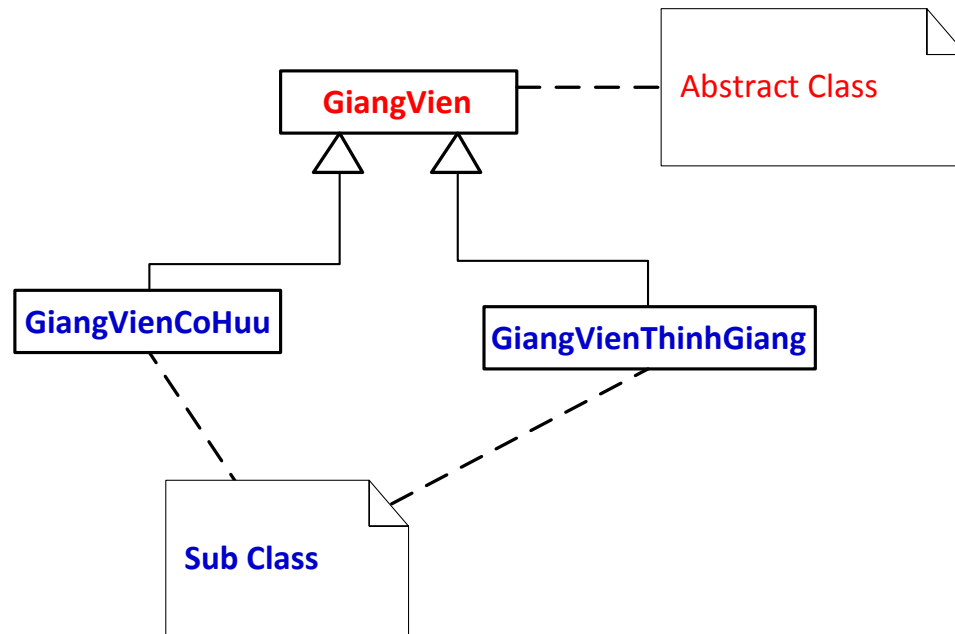 GiangVien
Abstract Class
GiangVienCoHuu
GiangVienThinhGiang
Sub Class